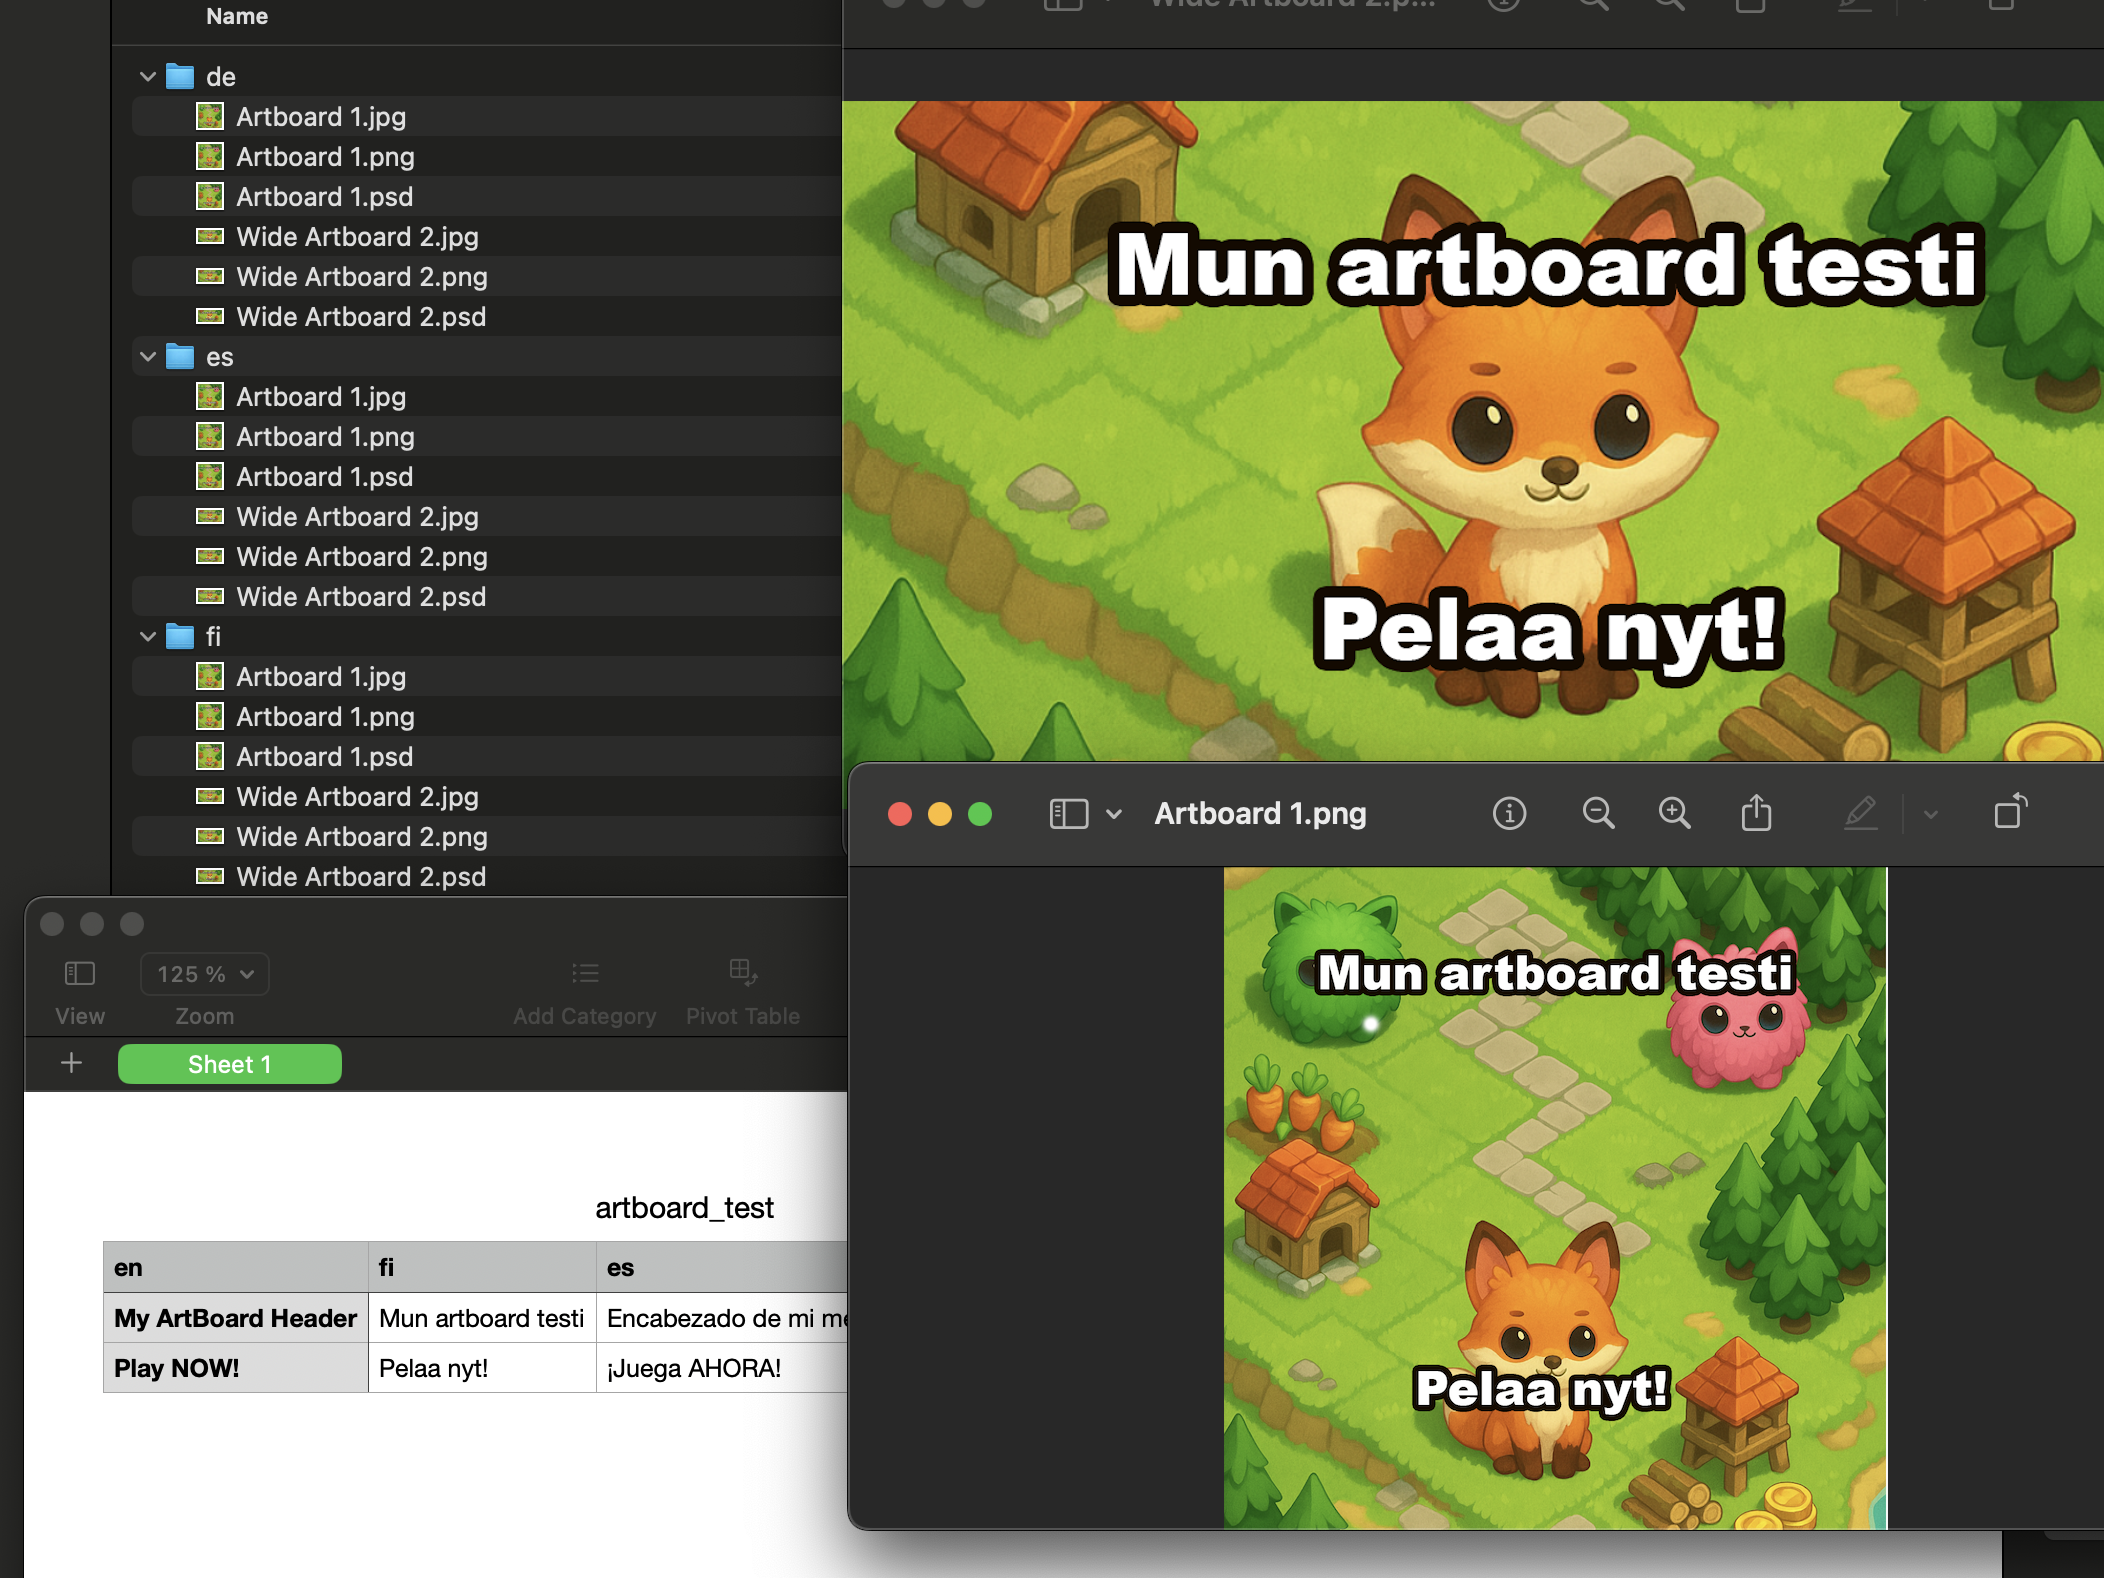 Name
de
Artboard 1.jpg
Artboard 1.png
Artboard 1.psd
Wide Artboard 2.jpg
Wide Artboard 2.png
Wide Artboard 2.psd
es
Artboard 1.jpg
Artboard 1.png
Artboard 1.psd
Wide Artboard 2.jpg
Wide Artboard 2.png
Wide Artboard 2.psd
fi
Artboard 1.jpg
Artboard 1.png
Artboard 1.psd
Wide Artboard 2.jpg
Wide Artboard 2.png
Wide Artboard 2.psd
Wide Artboard 2.p...
Mun artboard testi
Pelaa nyt!
Artboard 1.png
Mun artboard testi
Pelaa nyt!
125 %
View
Zoom
Add Category
Pivot Table
Sheet 1
artboard_test
en fi es
My ArtBoard Header Mun artboard testi Encabezado de mi
Play NOW! Pelaa nyt! ¡Juega AHORA!